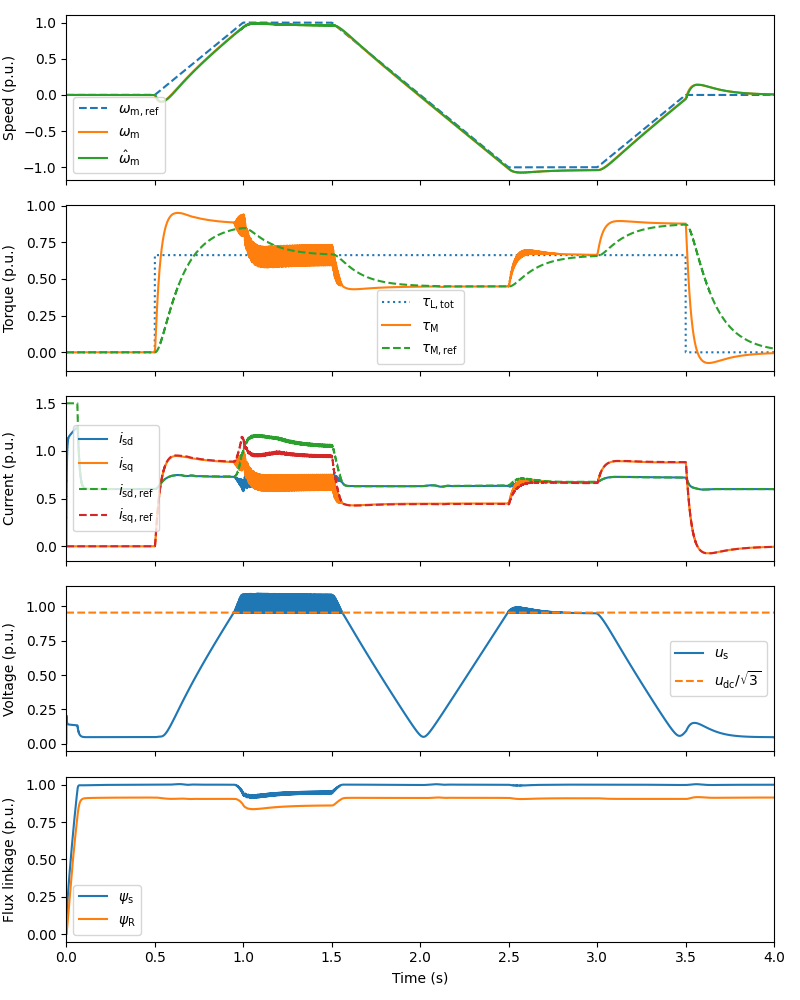 1.0
0.5
0.0
−0.5
−1.0
Speed (p.u.)
ω_m,ref
ω_m
ω̂_m
1.00
0.75
0.50
0.25
0.00
Torque (p.u.)
τ_L,tot
τ_M
τ_M,ref
1.5
1.0
0.5
0.0
Current (p.u.)
i_sd
i_sq
i_sd,ref
i_sq,ref
1.00
0.75
0.50
0.25
0.00
Voltage (p.u.)
u_s
u_dc/√3
1.00
0.75
0.50
0.25
0.00
Flux linkage (p.u.)
ψ_s
ψ_R
0.0 0.5 1.0 1.5 2.0 2.5 3.0 3.5 4.0
Time (s)